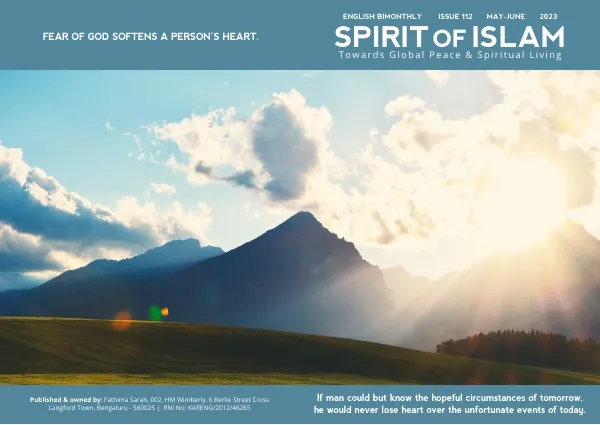 FEAR OF GOD SOFTENS A PERSON'S HEART.
ENGLISH BIMONTHLY ISSUE 112 MAY-JUNE 2023
SPIRIT OF ISLAM
Towards Global Peace & Spiritual Living
Published & owned by: Fathima Sarah, 002, HM Wimberly, 6 Berlie Street Cross
Langford Town, Bengaluru - 560025 | RNI No: KARENG/2012/46265
If man could but know the hopeful circumstances of tomorrow,
he would never lose heart over the unfortunate events of today.